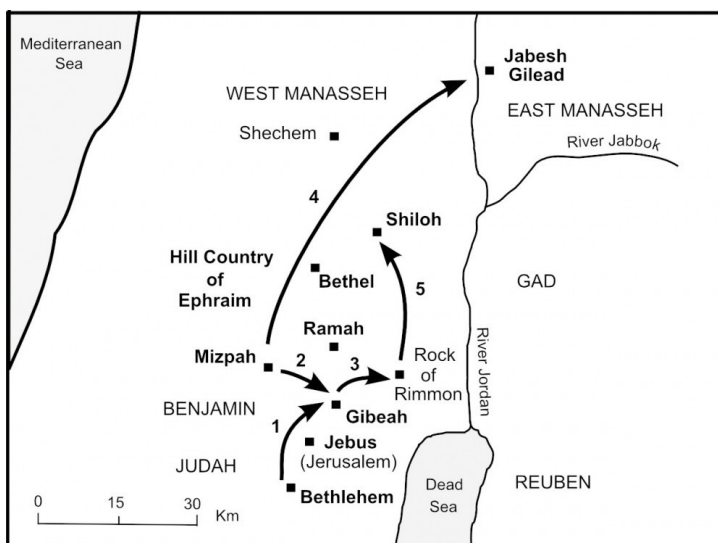 Mediterranean
Sea
Jabesh
Gilead
WEST MANASSEH
EAST MANASSEH
Shechem
River Jabbok
4
Shiloh
Hill Country
of
Ephraim
Bethel
5
GAD
Ramah
Mizpah
2
3
Rock
of
Rimmon
River Jordan
BENJAMIN
Gibeah
1
Jebus
(Jerusalem)
JUDAH
Bethlehem
Dead
Sea
REUBEN
0 15 30
Km